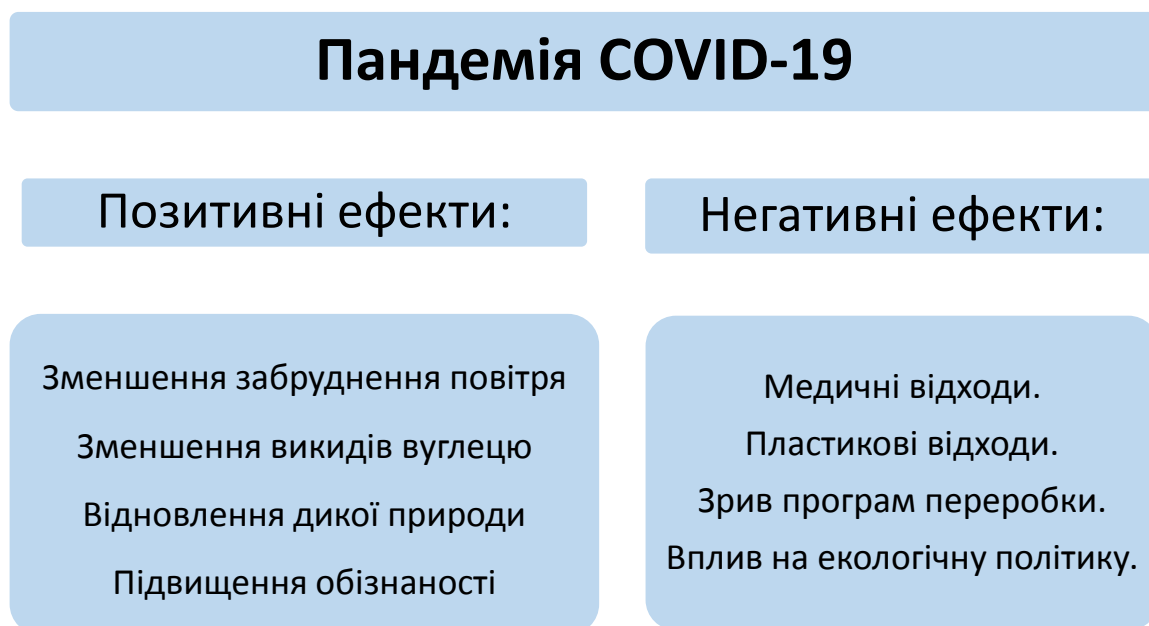 Пандемія COVID-19
Позитивні ефекти:
Зменшення забруднення повітря
Зменшення викидів вуглецю
Відновлення дикої природи
Підвищення обізнаності
Негативні ефекти:
Медичні відходи.
Пластикові відходи.
Зрив програм переробки.
Вплив на екологічну політику.